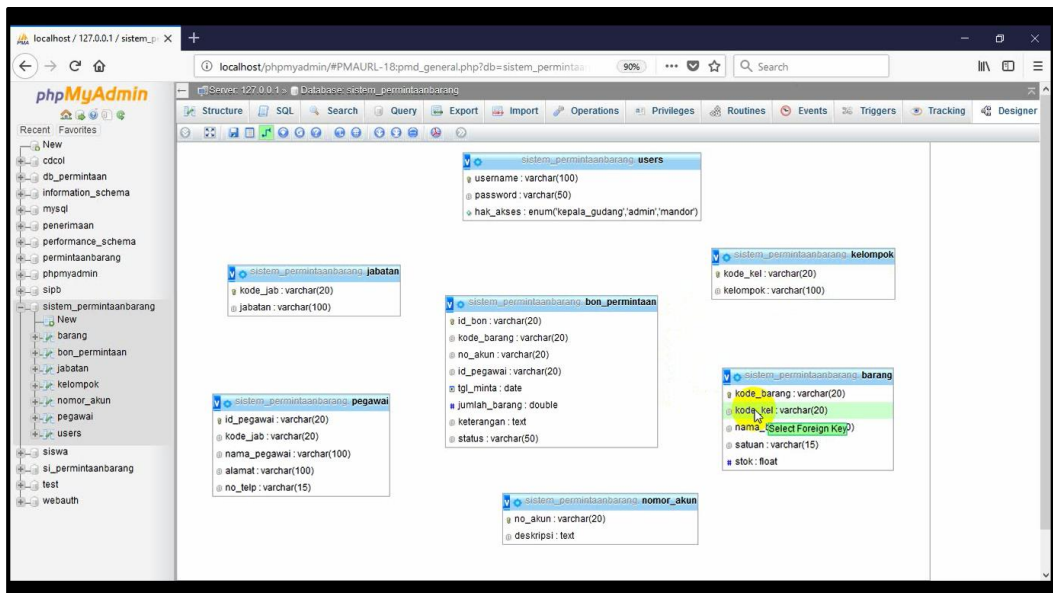 localhost / 127.0.0.1 / sistem_p
localhost/phpmyadmin/#PMAURL-18:pmd_general.php?db=sistem_permintaa
90%
Search
phpMyAdmin
Recent Favorites
New
cdcol
db_permintaan
information_schema
mysql
penerimaan
performance_schema
permintaanbarang
phpmyadmin
sipb
sistem_permintaanbarang
New
barang
bon_permintaan
jabatan
kelompok
nomor_akun
pegawai
users
siswa
si_permintaanbarang
test
webauth
Server: 127.0.0.1 » Database: sistem_permintaanbarang
Structure SQL Search Query Export Import Operations Privileges Routines Events Triggers Tracking Designer
sistem_permintaanbarang users
username : varchar(100)
password : varchar(50)
hak_akses : enum('kepala_gudang','admin','mandor')
sistem_permintaanbarang kelompok
kode_kel : varchar(20)
kelompok : varchar(100)
sistem_permintaanbarang jabatan
kode_jab : varchar(20)
jabatan : varchar(100)
sistem_permintaanbarang bon_permintaan
id_bon : varchar(20)
kode_barang : varchar(20)
no_akun : varchar(20)
id_pegawai : varchar(20)
tgl_minta : date
jumlah_barang : double
keterangan : text
status : varchar(50)
sistem_permintaanbarang barang
kode_barang : varchar(20)
kode_kel : varchar(20)
Select Foreign Key
satuan : varchar(15)
stok : float
sistem_permintaanbarang pegawai
id_pegawai : varchar(20)
kode_jab : varchar(20)
nama_pegawai : varchar(100)
alamat : varchar(100)
no_telp : varchar(15)
sistem_permintaanbarang nomor_akun
no_akun : varchar(20)
deskripsi : text